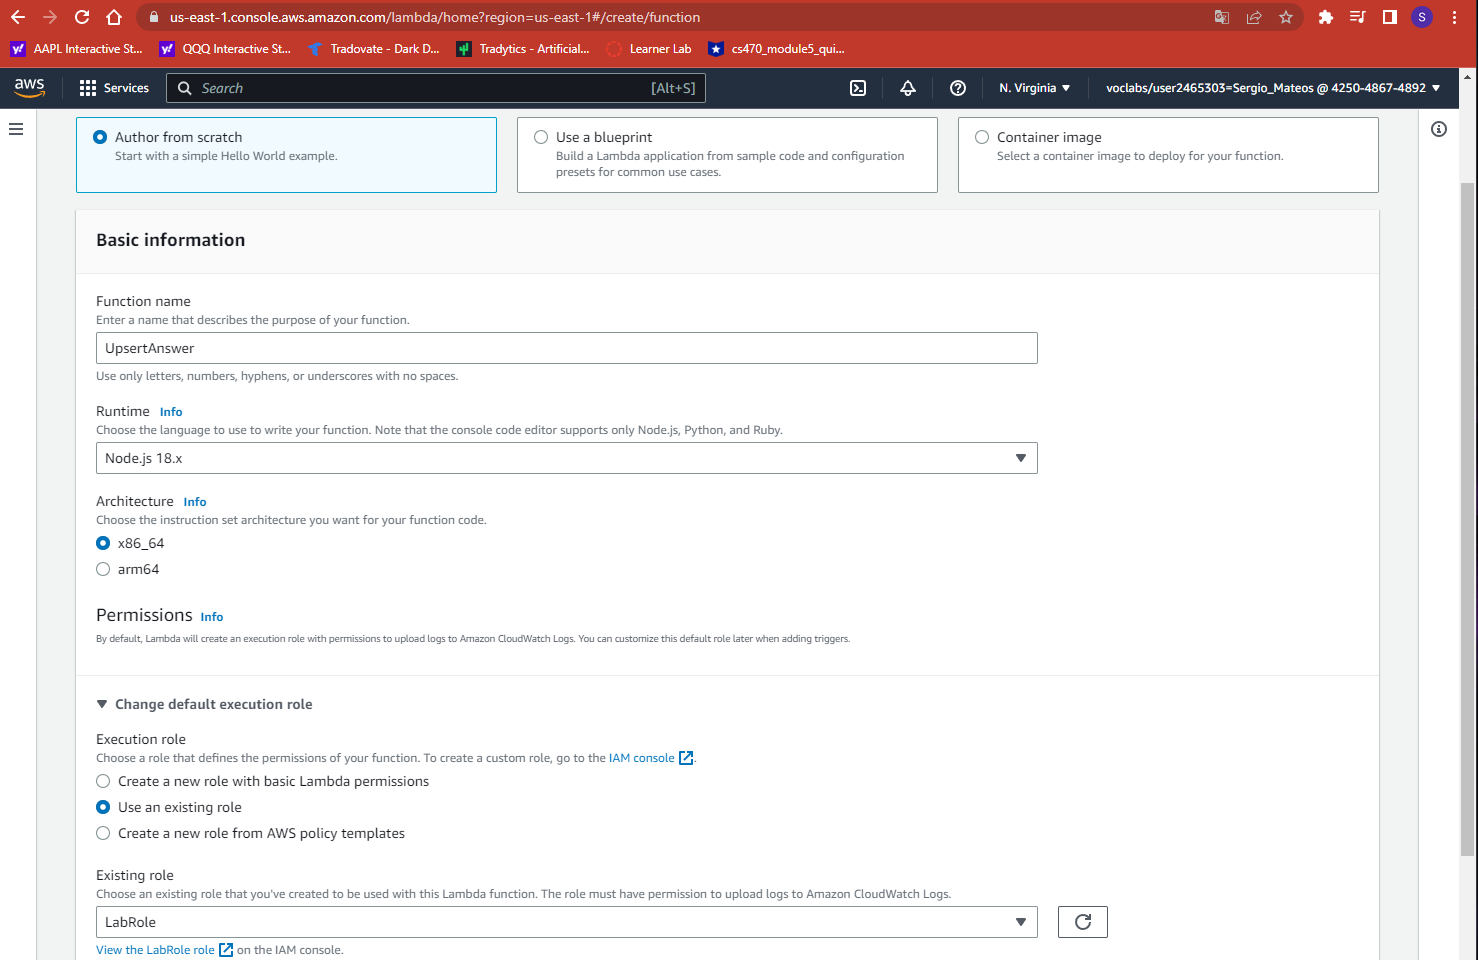 us-east-1.console.aws.amazon.com/lambda/home?region=us-east-1#/create/function
S
AAPL Interactive St... QQQ Interactive St... Tradovate - Dark D... Tradytics - Artificial... Learner Lab cs470_module5_qui...
aws Services Search [Alt+S] N. Virginia voclabs/user2465303=Sergio_Mateos @ 4250-4867-4892
Author from scratch
Start with a simple Hello World example.
Use a blueprint
Build a Lambda application from sample code and configuration
presets for common use cases.
Container image
Select a container image to deploy for your function.
Basic information
Function name
Enter a name that describes the purpose of your function.
UpsertAnswer
Use only letters, numbers, hyphens, or underscores with no spaces.
Runtime Info
Choose the language to use to write your function. Note that the console code editor supports only Node.js, Python, and Ruby.
Node.js 18.x
Architecture Info
Choose the instruction set architecture you want for your function code.
x86_64
arm64
Permissions Info
By default, Lambda will create an execution role with permissions to upload logs to Amazon CloudWatch Logs. You can customize this default role later when adding triggers.
Change default execution role
Execution role
Choose a role that defines the permissions of your function. To create a custom role, go to the IAM console.
Create a new role with basic Lambda permissions
Use an existing role
Create a new role from AWS policy templates
Existing role
Choose an existing role that you've created to be used with this Lambda function. The role must have permission to upload logs to Amazon CloudWatch Logs.
LabRole
View the LabRole role on the IAM console.